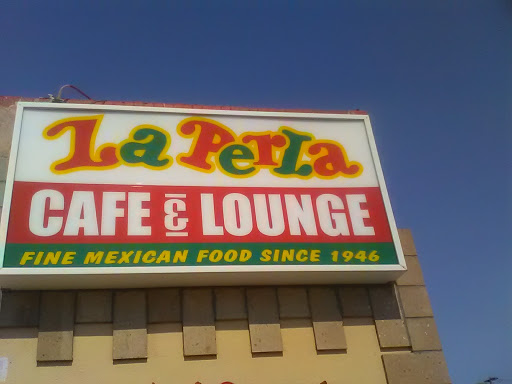 La Perla
CAFE & LOUNGE
FINE MEXICAN FOOD SINCE 1946